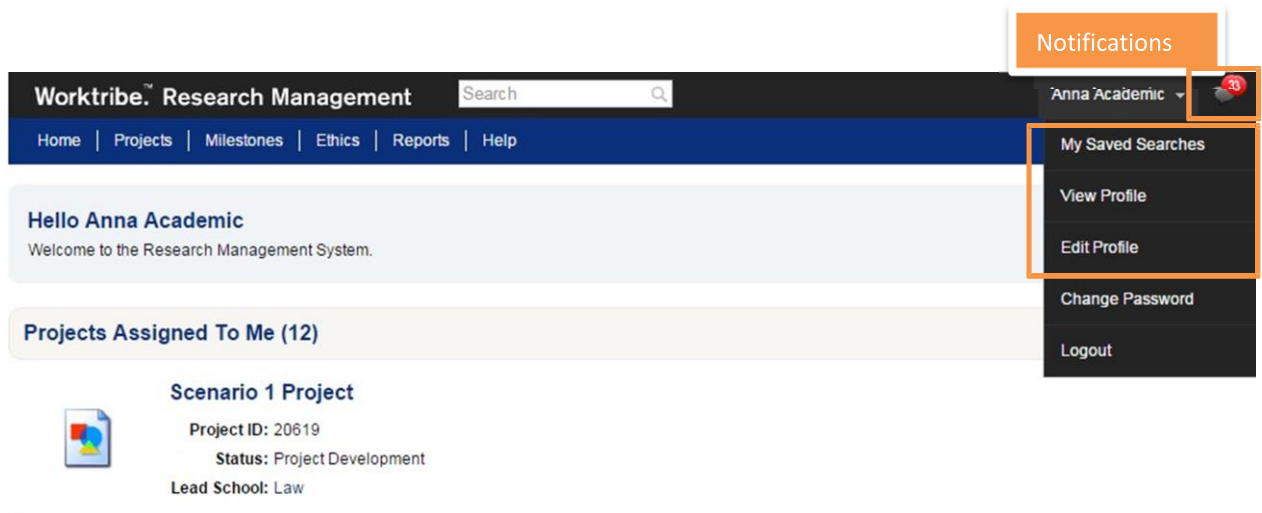 Notifications
Worktribe.™ Research Management
Search
Anna Academic
33
Home | Projects | Milestones | Ethics | Reports | Help
My Saved Searches
View Profile
Edit Profile
Change Password
Logout
Hello Anna Academic
Welcome to the Research Management System.
Projects Assigned To Me (12)
Scenario 1 Project
Project ID: 20619
Status: Project Development
Lead School: Law